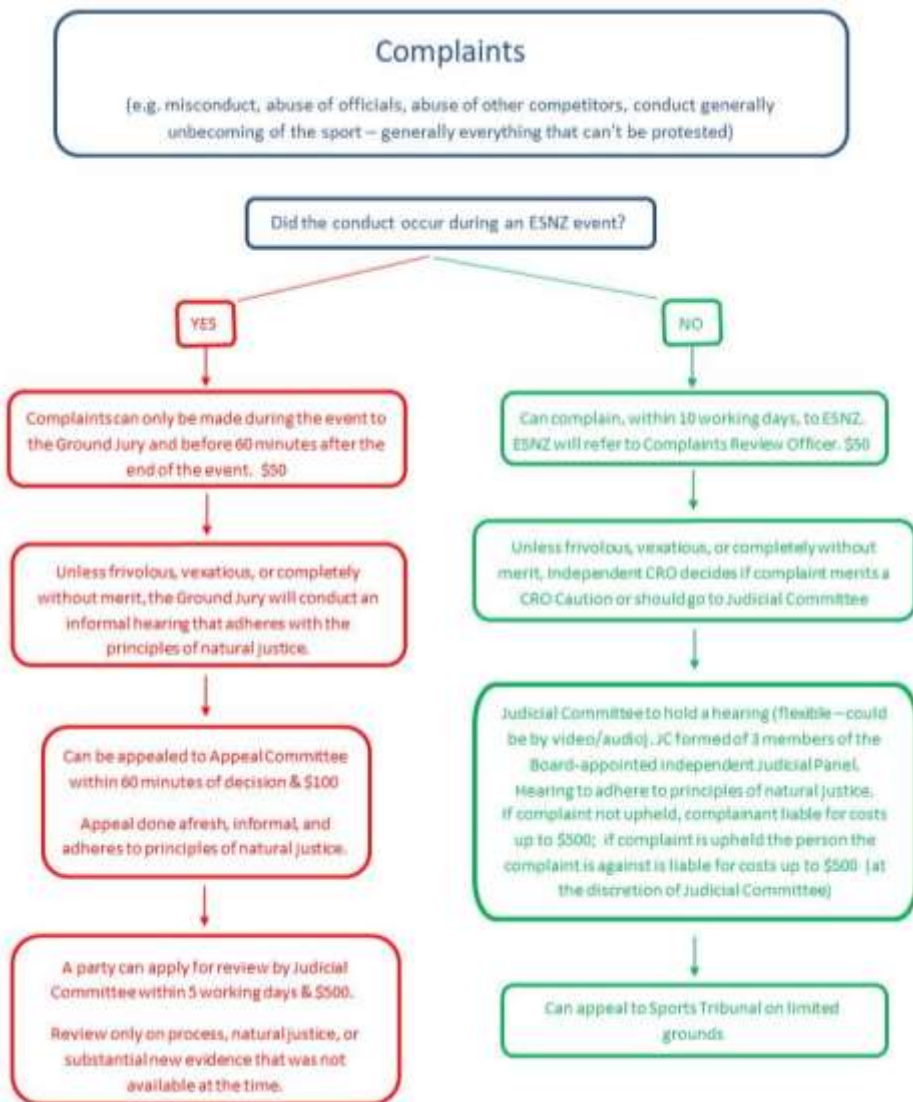 Complaints
(e.g. misconduct, abuse of officials, abuse of other competitors, conduct generally
unbecoming of the sport – generally everything that can't be protested)
Did the conduct occur during an ESNZ event?
YES
Complaints can only be made during the event to
the Ground Jury and before 60 minutes after the
end of the event. $50
Unless frivolous, vexatious, or completely
without merit, the Ground Jury will conduct an
informal hearing that adheres with the
principles of natural justice.
Can be appealed to Appeal Committee
within 60 minutes of decision & $100
Appeal done afresh, informal, and
adheres to principles of natural justice.
A party can apply for review by Judicial
Committee within 5 working days & $500.
Review only on process, natural justice, or
substantial new evidence that was not
available at the time.
NO
Can complain, within 10 working days, to ESNZ.
ESNZ will refer to Complaints Review Officer. $50
Unless frivolous, vexatious, or completely without
merit, Independent CRO decides if complaint merits a
CRO Caution or should go to Judicial Committee
Judicial Committee to hold a hearing (flexible – could
be by video/audio). JC formed of 3 members of the
Board-appointed independent Judicial Panel.
Hearing to adhere to principles of natural justice.
If complaint not upheld, complainant liable for costs
up to $500; if complaint is upheld the person the
complaint is against is liable for costs up to $500 (at
the discretion of Judicial Committee)
Can appeal to Sports Tribunal on limited
grounds